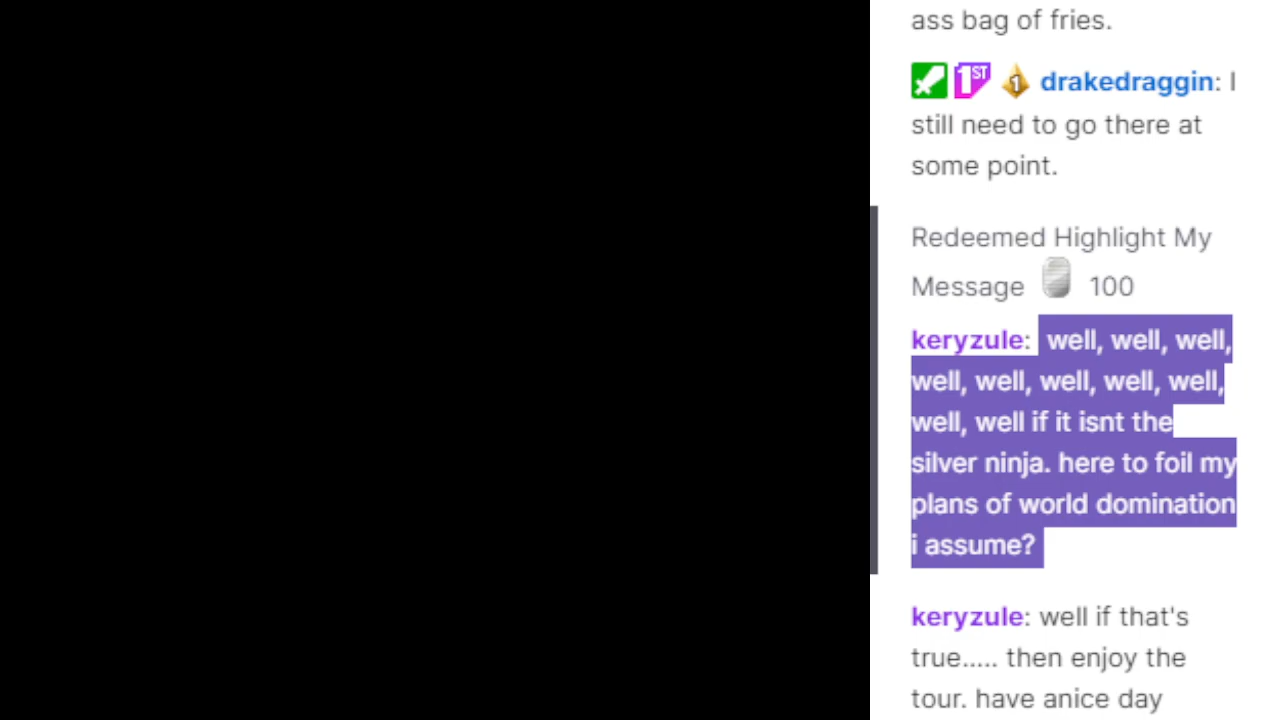 ass bag of fries.
1ST 1 drakedraggin: I
still need to go there at
some point.
Redeemed Highlight My
Message 100
keryzule: well, well, well,
well, well, well, well, well,
well, well if it isnt the
silver ninja. here to foil my
plans of world domination
i assume?
keryzule: well if that's
true..... then enjoy the
tour. have anice day